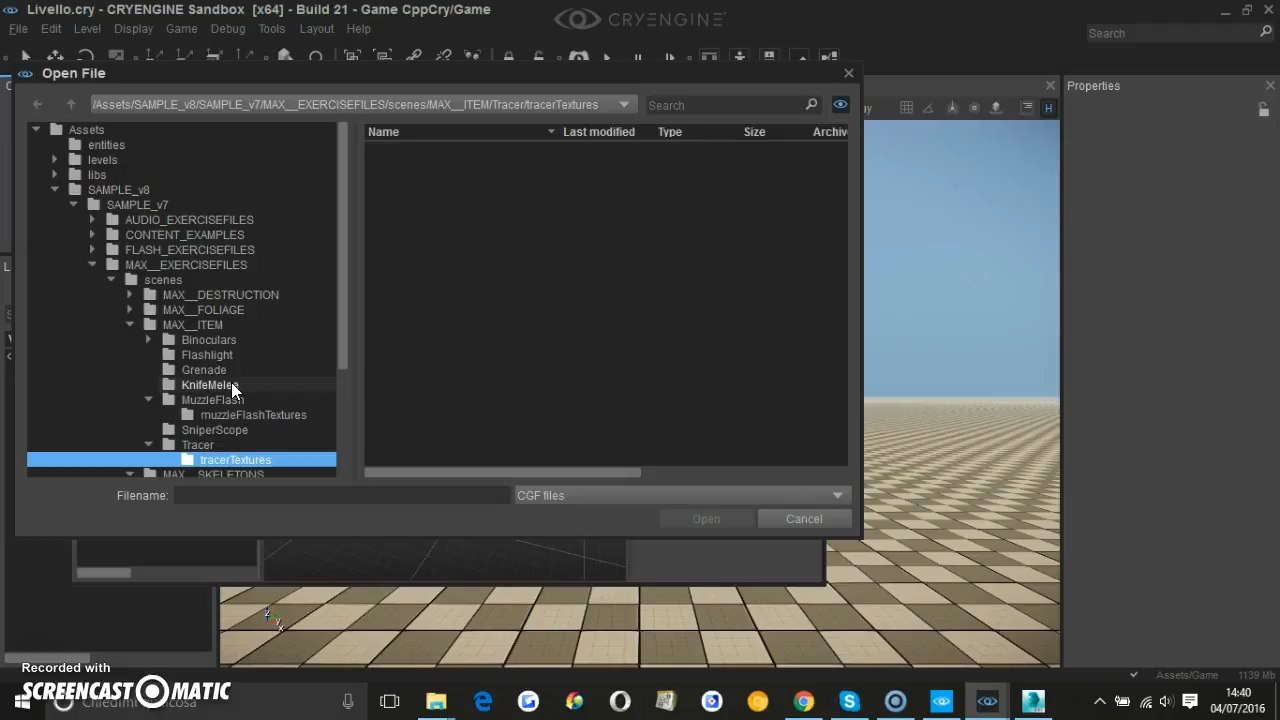 Livello.cry - CRYENGINE Sandbox [x64] - Build 21 - Game CppCry/Game
CRYENGINE
File Edit Level Display Game Debug Tools Layout Help
Search
Open File
Properties
/Assets/SAMPLE_v8/SAMPLE_v7/MAX__EXERCISEFILES/scenes/MAX__ITEM/Tracer/tracerTextures
Search
H
Assets
Name Last modified Type Size Archiv
entities
levels
libs
SAMPLE_v8
SAMPLE_v7
AUDIO_EXERCISEFILES
CONTENT_EXAMPLES
FLASH_EXERCISEFILES
MAX__EXERCISEFILES
scenes
MAX__DESTRUCTION
MAX__FOLIAGE
MAX__ITEM
Binoculars
Flashlight
Grenade
KnifeMelee
MuzzleFlash
muzzleFlashTextures
SniperScope
Tracer
tracerTextures
MAX__SKELETONS
Filename: CGF files
Open Cancel
z
y
x
Recorded with
SCREENCAST-O-MATIC
Assets/Game 1139 Mb
14:40
04/07/2016